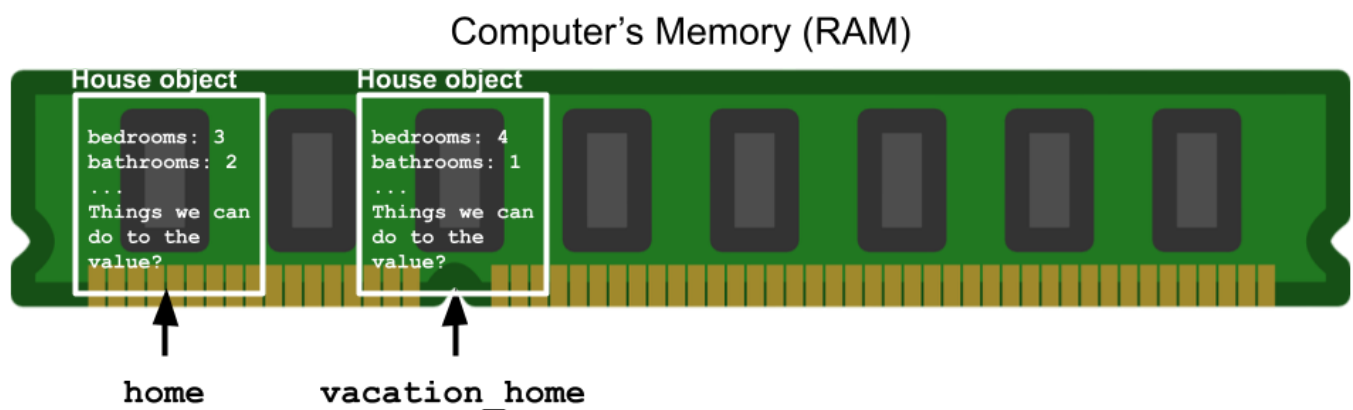 Computer's Memory (RAM)
House object
bedrooms: 3
bathrooms: 2
...
Things we can
do to the
value?
House object
bedrooms: 4
bathrooms: 1
...
Things we can
do to the
value?
home
vacation_home